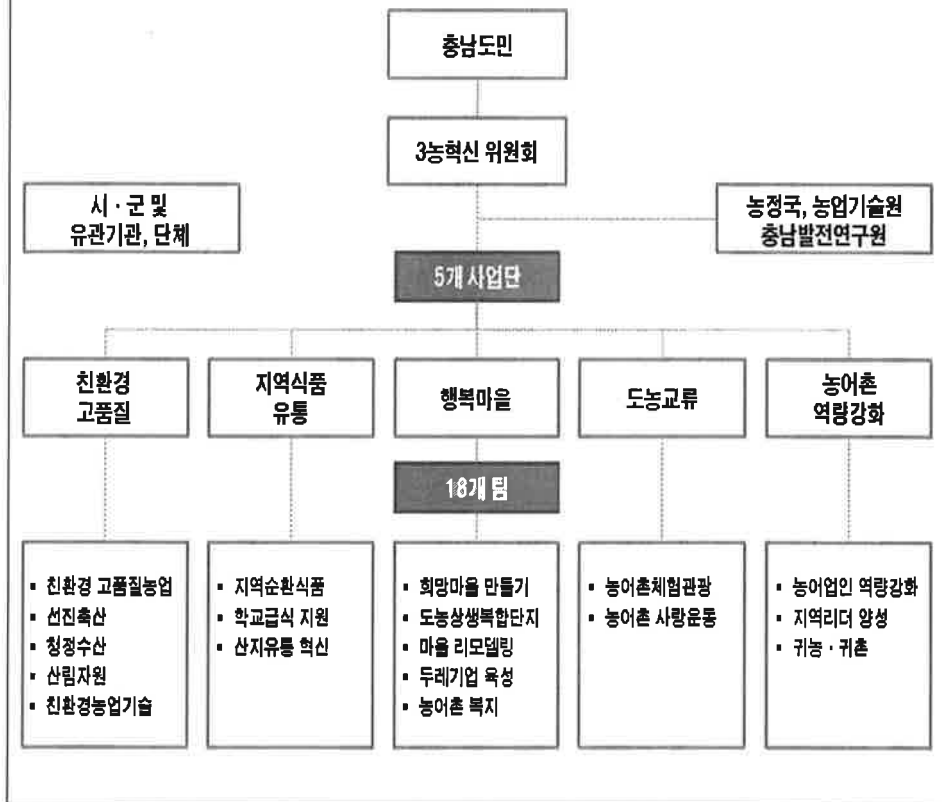 충남도민
3농혁신 위원회
시 · 군 및
유관기관, 단체
농정국, 농업기술원
충남발전연구원
5개 사업단
친환경
고품질
지역식품
유통
행복마을
도농교류
농어촌
역량강화
18개 팀
▪ 친환경 고품질농업
▪ 선진축산
▪ 청정수산
▪ 산림자원
▪ 친환경농업기술
▪ 지역순환식품
▪ 학교급식 지원
▪ 산지유통 혁신
▪ 희망마을 만들기
▪ 도농상생복합단지
▪ 마을 리모델링
▪ 두레기업 육성
▪ 농어촌 복지
▪ 농어촌체험관광
▪ 농어촌 사랑운동
▪ 농어업인 역량강화
▪ 지역리더 양성
▪ 귀농 · 귀촌